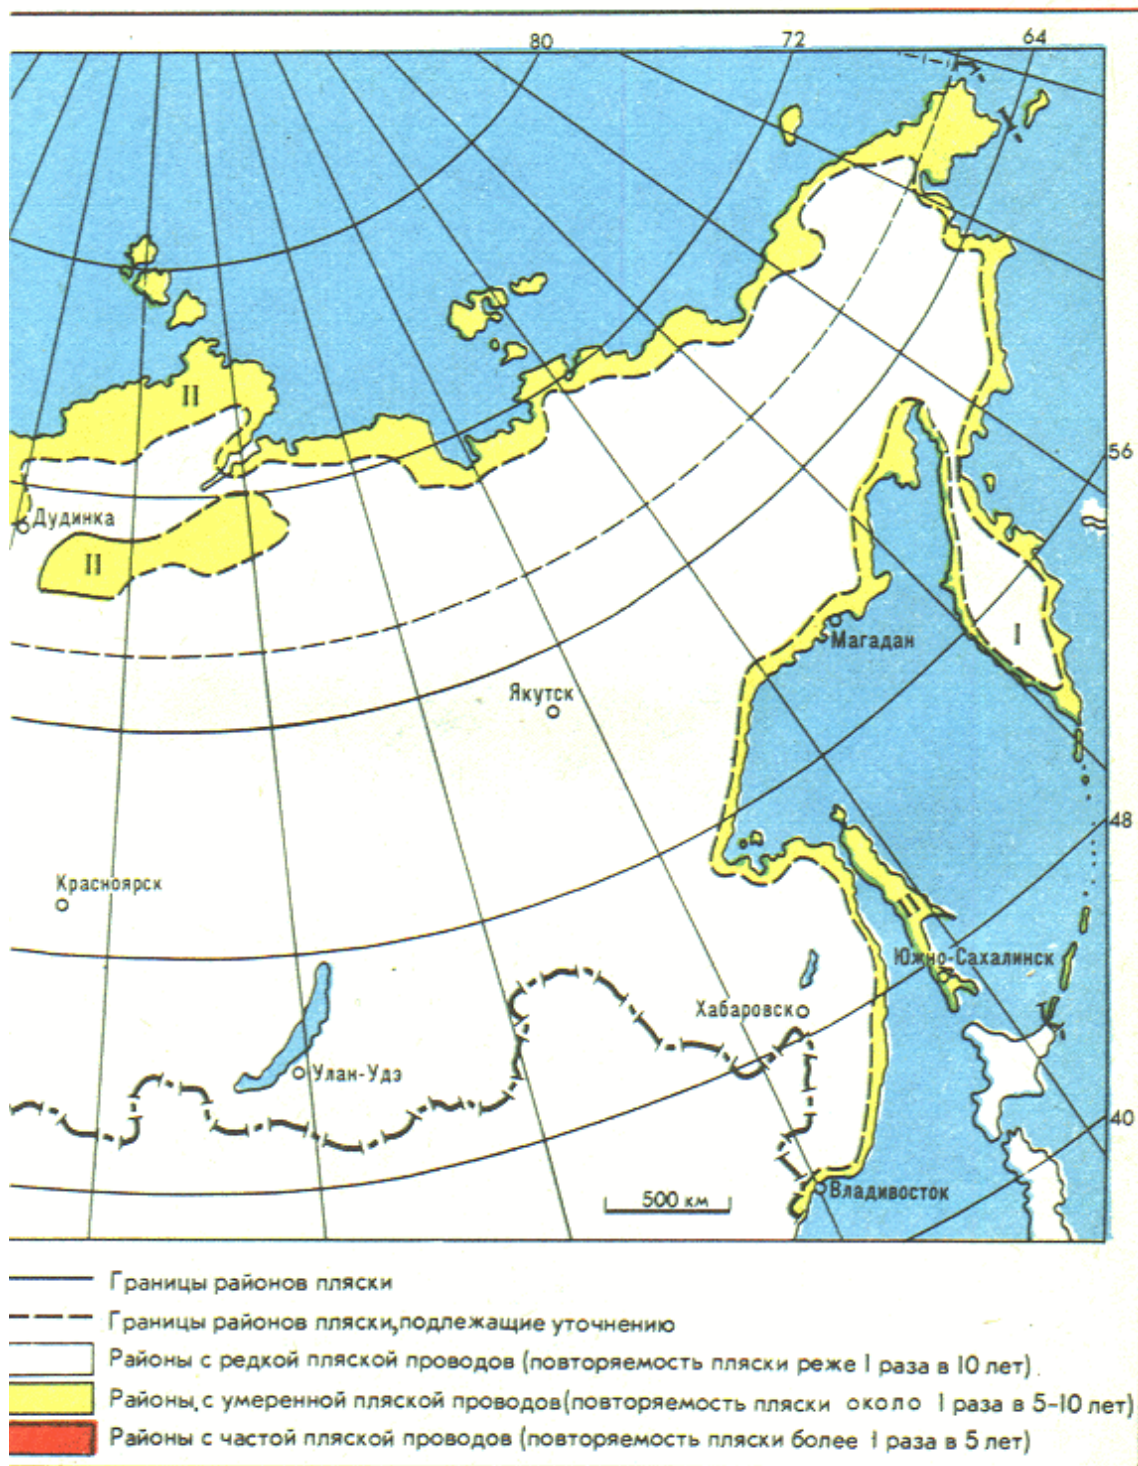 80
72
64
II
56
Дудинка
II
I
Магадан
Якутск
48
Красноярск
Южно-Сахалинск
Хабаровск
Улан-Удэ
40
500 км
Владивосток
Границы районов пляски
Границы районов пляски, подлежащие уточнению
Районы с редкой пляской проводов (повторяемость пляски реже 1 раза в 10 лет).
Районы с умеренной пляской проводов (повторяемость пляски около 1 раза в 5-10 лет)
Районы с частой пляской проводов (повторяемость пляски более 1 раза в 5 лет)